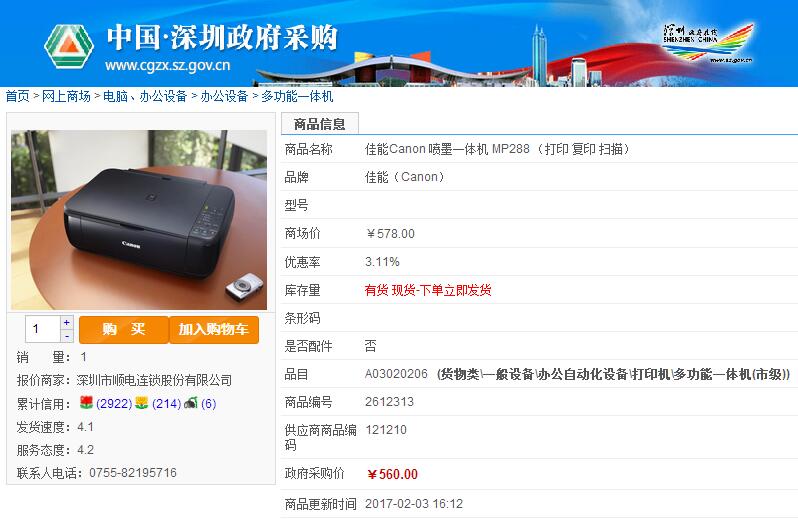 中国·深圳政府采购
www.cgzx.sz.gov.cn
深圳政府在线
SHENZHEN CHINA
www.sz.gov.cn
首页 > 网上商场 > 电脑、办公设备 > 办公设备 > 多功能一体机
Canon
1
+
-
购 买
加入购物车
销 量： 1
报价商家：深圳市顺电连锁股份有限公司
累计信用： (2922) (214) (6)
发货速度：4.1
服务态度：4.2
联系人电话：0755-82195716
商品信息
商品名称 佳能Canon 喷墨一体机 MP288 （打印 复印 扫描）
品牌 佳能（Canon）
型号
商场价 ￥578.00
优惠率 3.11%
库存量 有货 现货-下单立即发货
条形码
是否配件 否
品目 A03020206 (货物类\一般设备\办公自动化设备\打印机\多功能一体机(市级))
商品编号 2612313
供应商商品编码 121210
政府采购价 ￥560.00
商品更新时间 2017-02-03 16:12